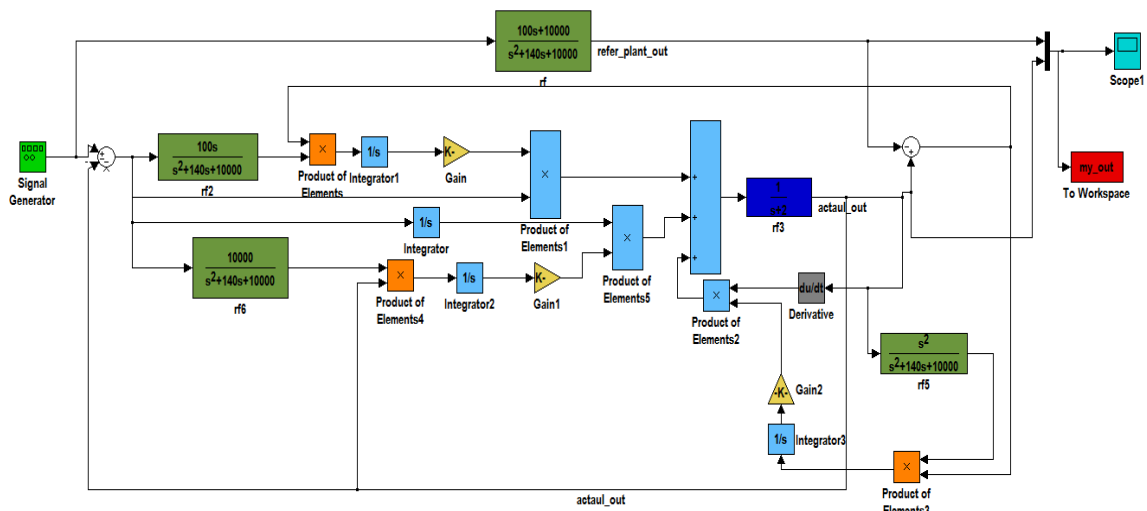 100s+10000
s²+140s+10000
rf
refer_plant_out
Scope1
my_out
To Workspace
Signal
Generator
100s
s²+140s+10000
rf2
×
Product of
Elements
1/s
Integrator1
K-
Gain
×
Product of
Elements1
1/s
Integrator
10000
s²+140s+10000
rf6
×
Product of
Elements4
1/s
Integrator2
K-
Gain1
×
Product of
Elements5
+
+
+
1
s+2
rf3
actaul_out
×
Product of
Elements2
du/dt
Derivative
s²
s²+140s+10000
rf5
-K-
Gain2
1/s
Integrator3
×
Product of
Elements3
actaul_out